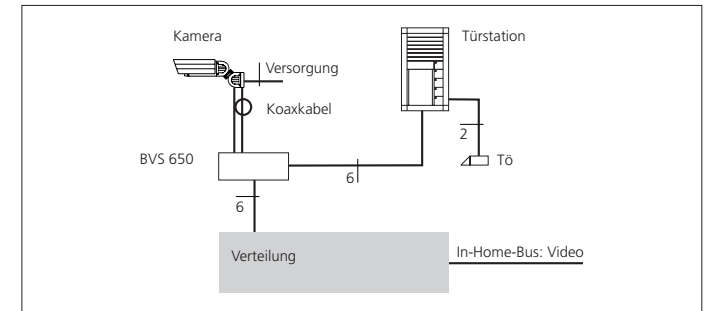 Kamera
Türstation
Versorgung
Koaxkabel
2
BVS 650
Tö
6
6
Verteilung
In-Home-Bus: Video